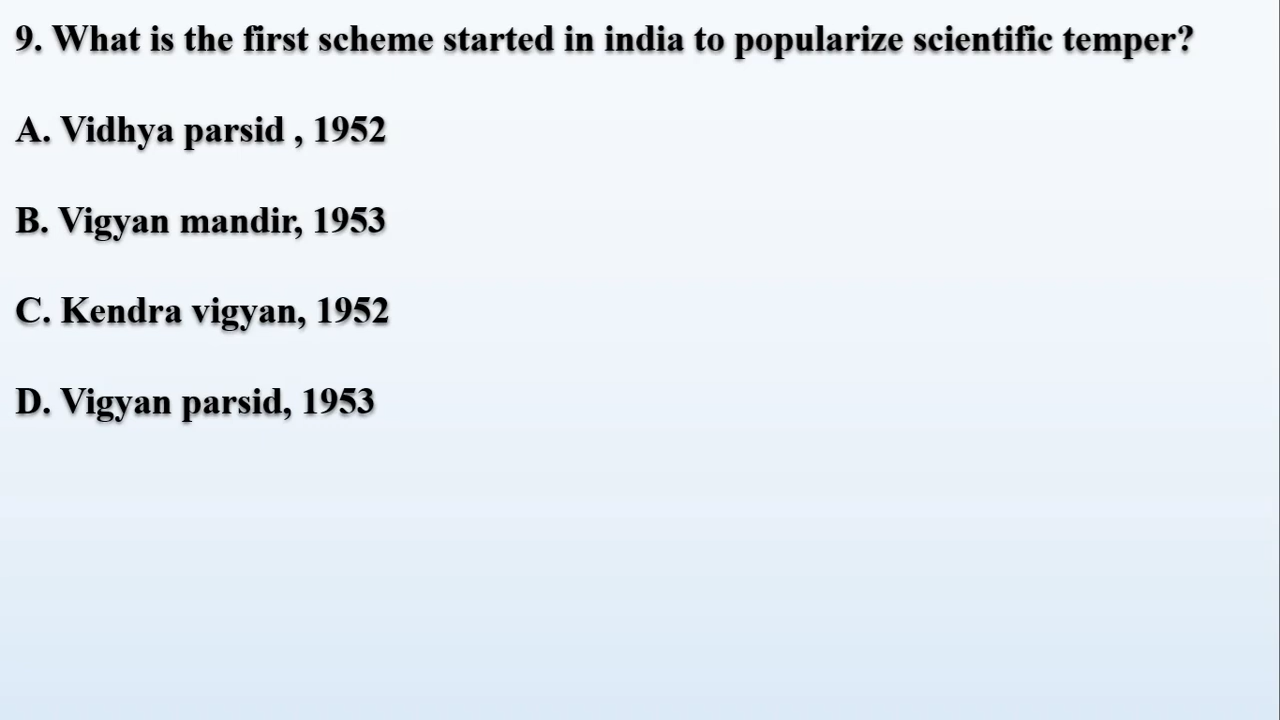 9. What is the first scheme started in india to popularize scientific temper?
A. Vidhya parsid , 1952
B. Vigyan mandir, 1953
C. Kendra vigyan, 1952
D. Vigyan parsid, 1953